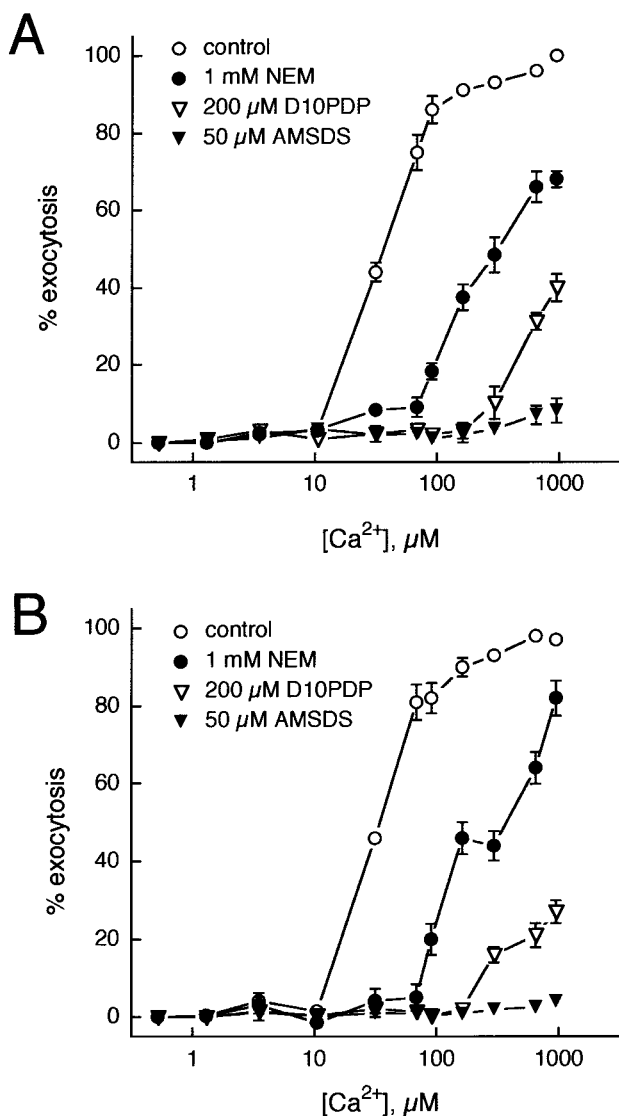 A
100
80
60
40
20
0
% exocytosis
control
1 mM NEM
200 µM D10PDP
50 µM AMSDS
1 10 100 1000
[Ca²⁺], µM
B
100
80
60
40
20
0
% exocytosis
control
1 mM NEM
200 µM D10PDP
50 µM AMSDS
1 10 100 1000
[Ca²⁺], µM